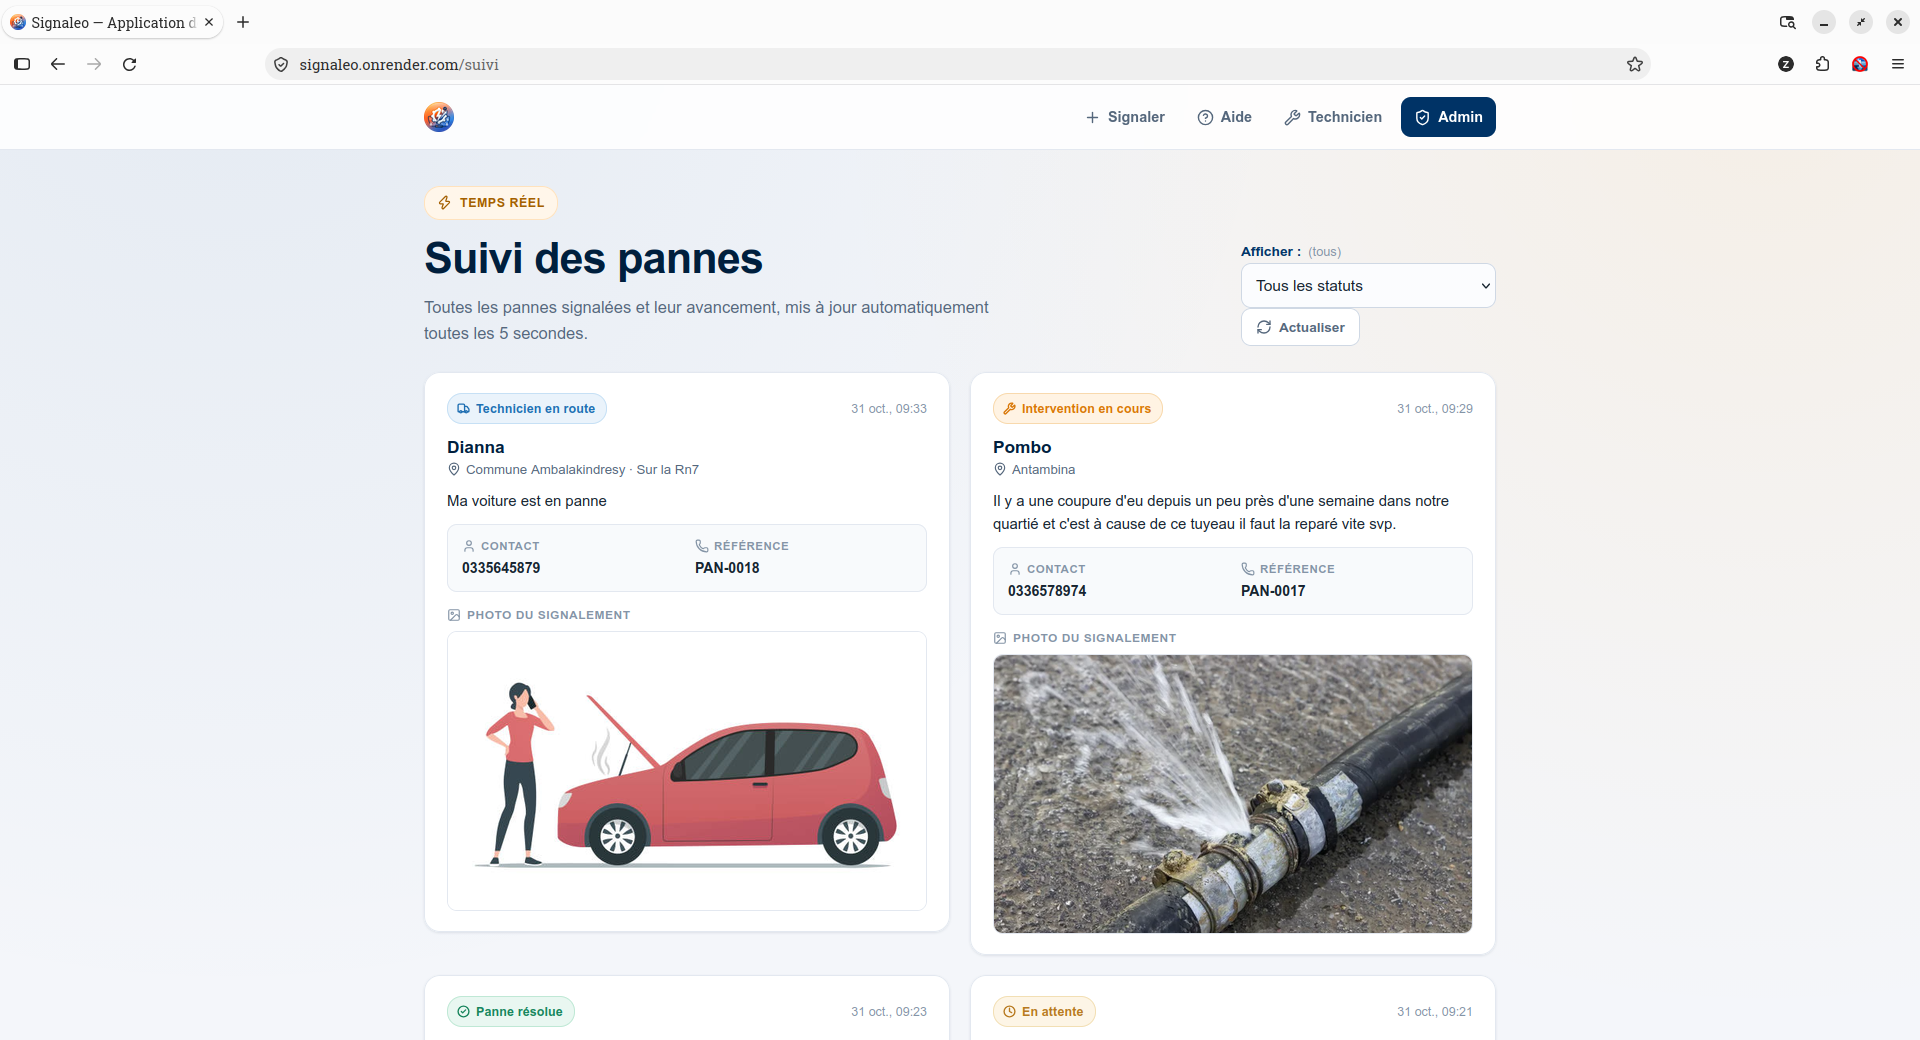 Signaleo — Application d
signaleo.onrender.com/suivi
Signaler
Aide
Technicien
Admin
TEMPS RÉEL
Suivi des pannes
Toutes les pannes signalées et leur avancement, mis à jour automatiquement
toutes les 5 secondes.
Afficher : (tous)
Tous les statuts
Actualiser
Technicien en route
31 oct., 09:33
Dianna
Commune Ambalakindresy · Sur la Rn7
Ma voiture est en panne
CONTACT
RÉFÉRENCE
0335645879
PAN-0018
PHOTO DU SIGNALEMENT
Intervention en cours
31 oct., 09:29
Pombo
Antambina
Il y a une coupure d'eu depuis un peu près d'une semaine dans notre
quartié et c'est à cause de ce tuyeau il faut la reparé vite svp.
CONTACT
RÉFÉRENCE
0336578974
PAN-0017
PHOTO DU SIGNALEMENT
Panne résolue
31 oct., 09:23
En attente
31 oct., 09:21